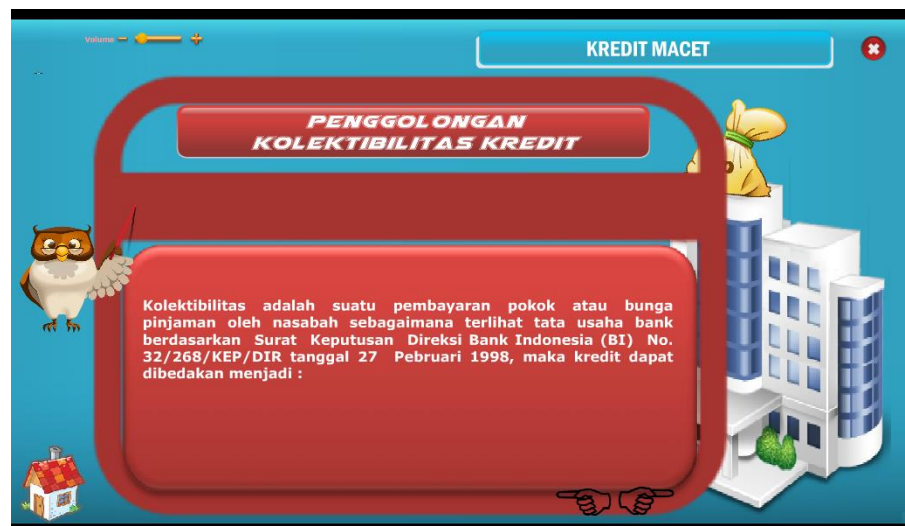 Volume
KREDIT MACET
PENGGOLONGAN
KOLEKTIBILITAS KREDIT
Kolektibilitas adalah suatu pembayaran pokok atau bunga
pinjaman oleh nasabah sebagaimana terlihat tata usaha bank
berdasarkan Surat Keputusan Direksi Bank Indonesia (BI) No.
32/268/KEP/DIR tanggal 27 Pebruari 1998, maka kredit dapat
dibedakan menjadi :